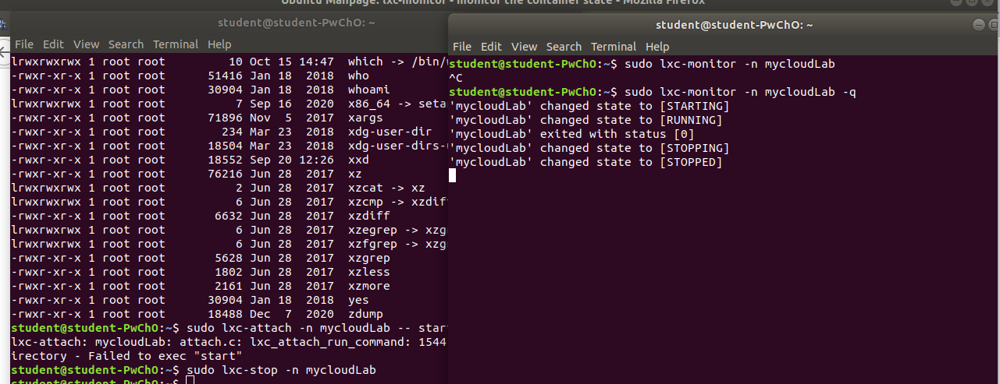 Ubuntu Manpage: lxc-monitor - monitor the container state - Mozilla Firefox
student@student-PwChO: ~
File Edit View Search Terminal Help
lrwxrwxrwx 1 root root 10 Oct 15 14:47 which -> /bin/
-rwxr-xr-x 1 root root 51416 Jan 18 2018 who
-rwxr-xr-x 1 root root 30904 Jan 18 2018 whoami
lrwxrwxrwx 1 root root 7 Sep 16 2020 x86_64 -> seta
-rwxr-xr-x 1 root root 71896 Nov 5 2017 xargs
-rwxr-xr-x 1 root root 234 Mar 23 2018 xdg-user-dir
-rwxr-xr-x 1 root root 18504 Mar 23 2018 xdg-user-dirs-
-rwxr-xr-x 1 root root 18552 Sep 20 12:26 xxd
-rwxr-xr-x 1 root root 76216 Jun 28 2017 xz
lrwxrwxrwx 1 root root 2 Jun 28 2017 xzcat -> xz
lrwxrwxrwx 1 root root 6 Jun 28 2017 xzcmp -> xzdif
-rwxr-xr-x 1 root root 6632 Jun 28 2017 xzdiff
lrwxrwxrwx 1 root root 6 Jun 28 2017 xzegrep -> xzg
lrwxrwxrwx 1 root root 6 Jun 28 2017 xzfgrep -> xzg
-rwxr-xr-x 1 root root 5628 Jun 28 2017 xzgrep
-rwxr-xr-x 1 root root 1802 Jun 28 2017 xzless
-rwxr-xr-x 1 root root 2161 Jun 28 2017 xzmore
-rwxr-xr-x 1 root root 30904 Jan 18 2018 yes
-rwxr-xr-x 1 root root 18488 Dec 7 2020 zdump
student@student-PwChO:~$ sudo lxc-attach -n mycloudLab -- star
lxc-attach: mycloudLab: attach.c: lxc_attach_run_command: 1544
irectory - Failed to exec "start"
student@student-PwChO:~$ sudo lxc-stop -n mycloudLab
student@student-PwChO:~$
student@student-PwChO: ~
File Edit View Search Terminal Help
student@student-PwChO:~$ sudo lxc-monitor -n mycloudLab
^C
student@student-PwChO:~$ sudo lxc-monitor -n mycloudLab -q
'mycloudLab' changed state to [STARTING]
'mycloudLab' changed state to [RUNNING]
'mycloudLab' exited with status [0]
'mycloudLab' changed state to [STOPPING]
'mycloudLab' changed state to [STOPPED]